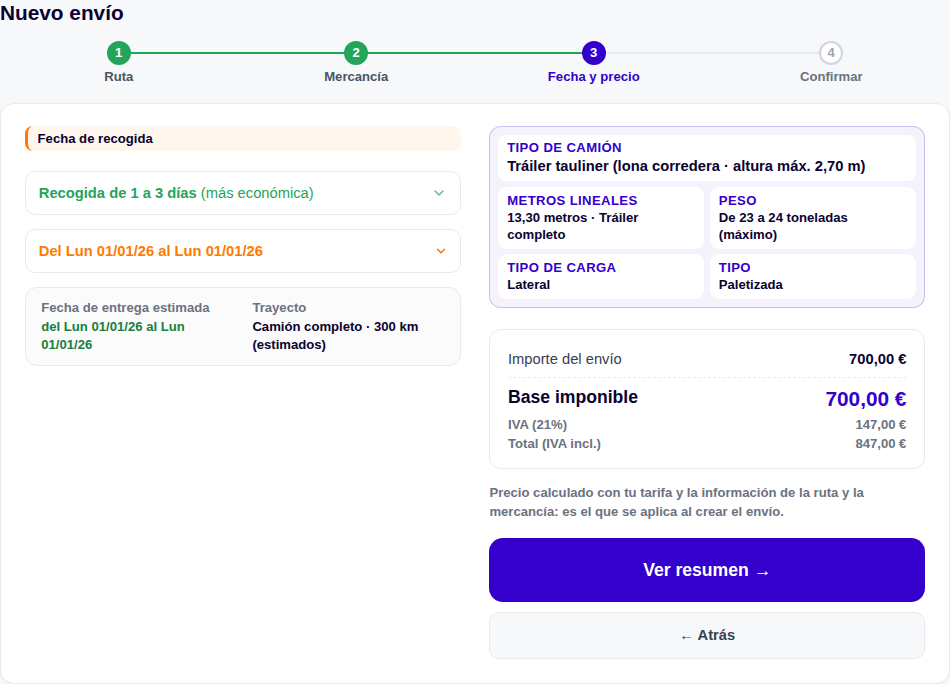 Nuevo envío
1
2
3
4
Ruta
Mercancía
Fecha y precio
Confirmar
Fecha de recogida
Recogida de 1 a 3 días (más económica)
Del Lun 01/01/26 al Lun 01/01/26
Fecha de entrega estimada
del Lun 01/01/26 al Lun
01/01/26
Trayecto
Camión completo · 300 km
(estimados)
TIPO DE CAMIÓN
Tráiler tauliner (lona corredera · altura máx. 2,70 m)
METROS LINEALES
13,30 metros · Tráiler
completo
PESO
De 23 a 24 toneladas
(máximo)
TIPO DE CARGA
Lateral
TIPO
Paletizada
Importe del envío 700,00 €
Base imponible 700,00 €
IVA (21%) 147,00 €
Total (IVA incl.) 847,00 €
Precio calculado con tu tarifa y la información de la ruta y la
mercancía: es el que se aplica al crear el envío.
Ver resumen →
← Atrás